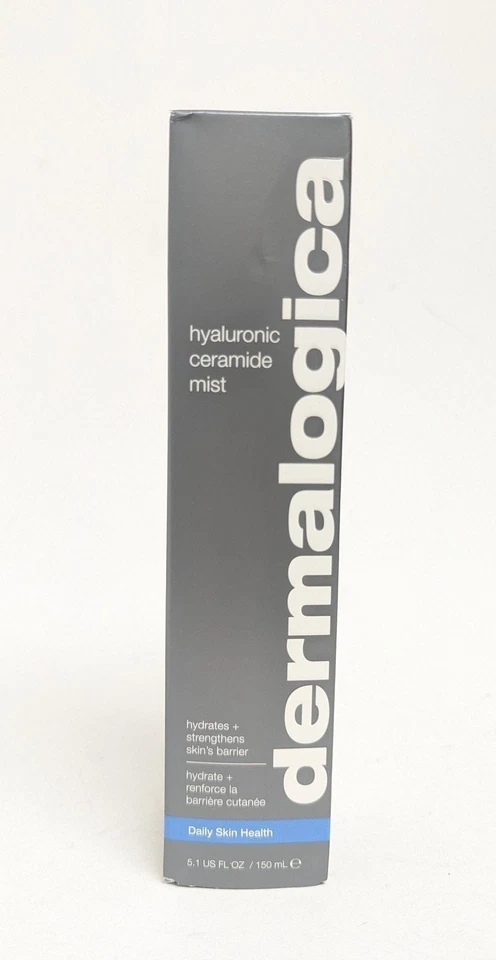 dermalogica
hyaluronic
ceramide
mist
hydrates +
strengthens
skin's barrier
hydrate +
renforce la
barrière cutanée
Daily Skin Health
5.1 US FL OZ / 150 mL ℮